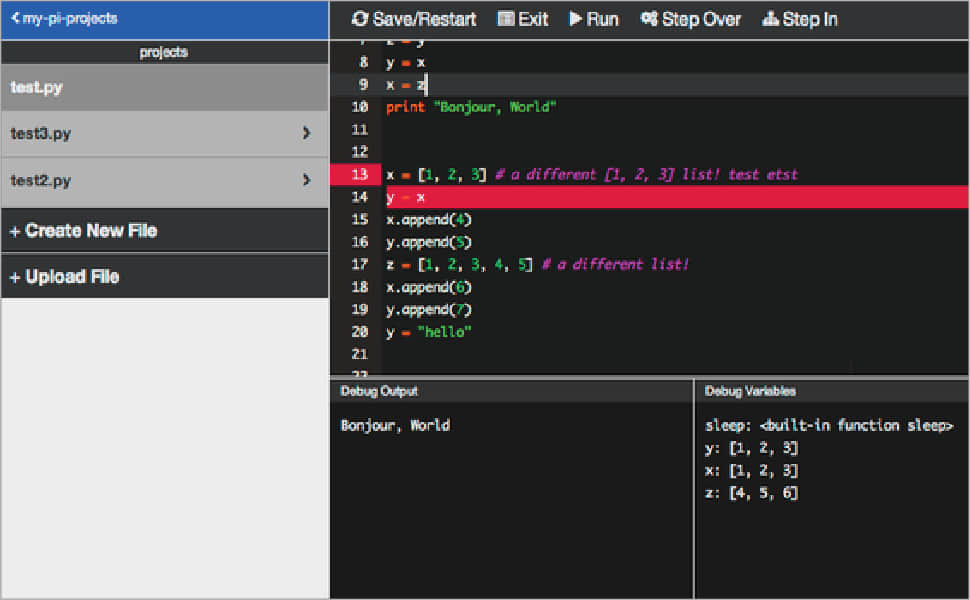 my-pi-projects
Save/Restart Exit Run Step Over Step In
projects
test.py
test3.py
test2.py
+ Create New File
+ Upload File
7 z = y
8 y = x
9 x = z
10 print "Bonjour, World"
11
12
13 x = [1, 2, 3] # a different [1, 2, 3] list! test etst
14 y = x
15 x.append(4)
16 y.append(5)
17 z = [1, 2, 3, 4, 5] # a different list!
18 x.append(6)
19 y.append(7)
20 y = "hello"
21
22
Debug Output
Bonjour, World
Debug Variables
sleep: <built-in function sleep>
y: [1, 2, 3]
x: [1, 2, 3]
z: [4, 5, 6]